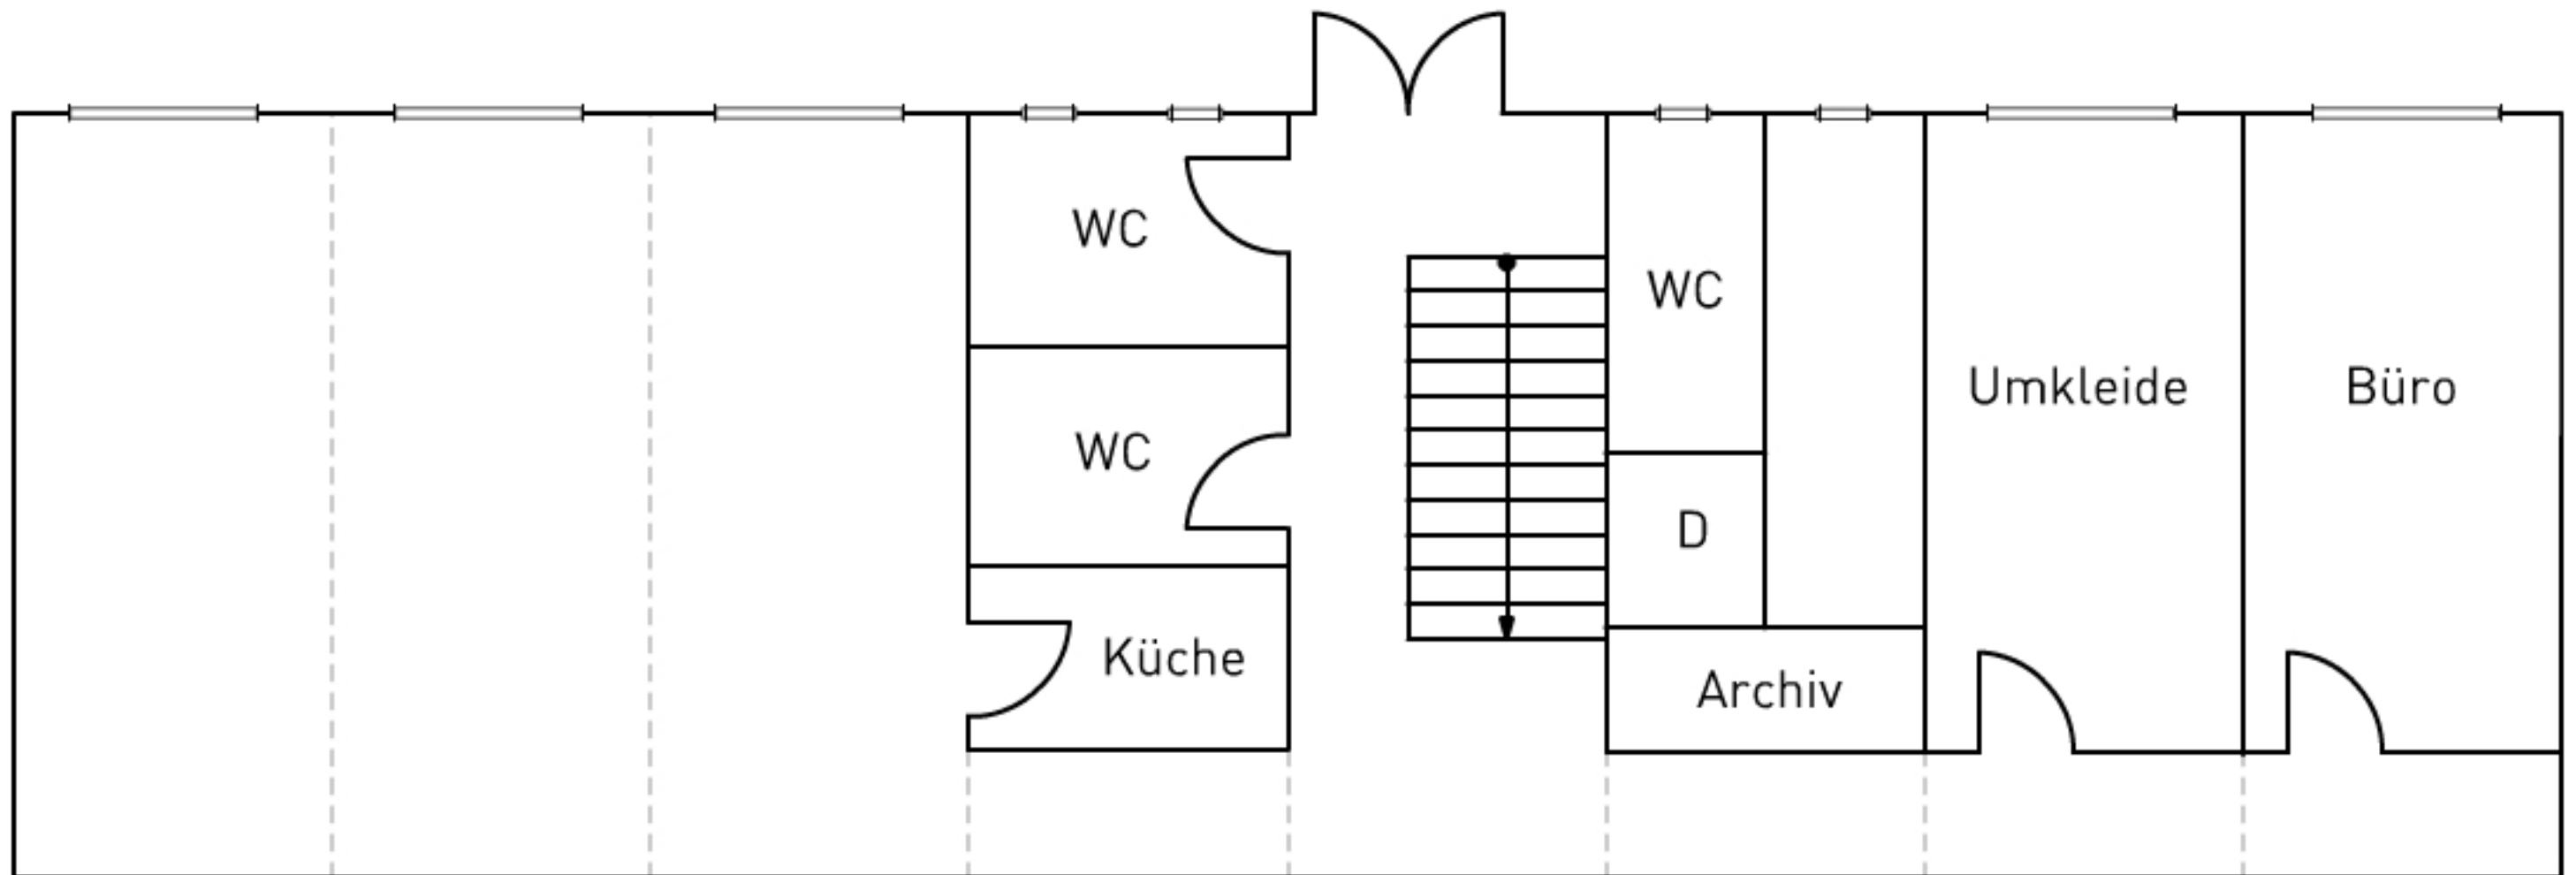 WC
WC
Küche
WC
D
Archiv
Umkleide
Büro